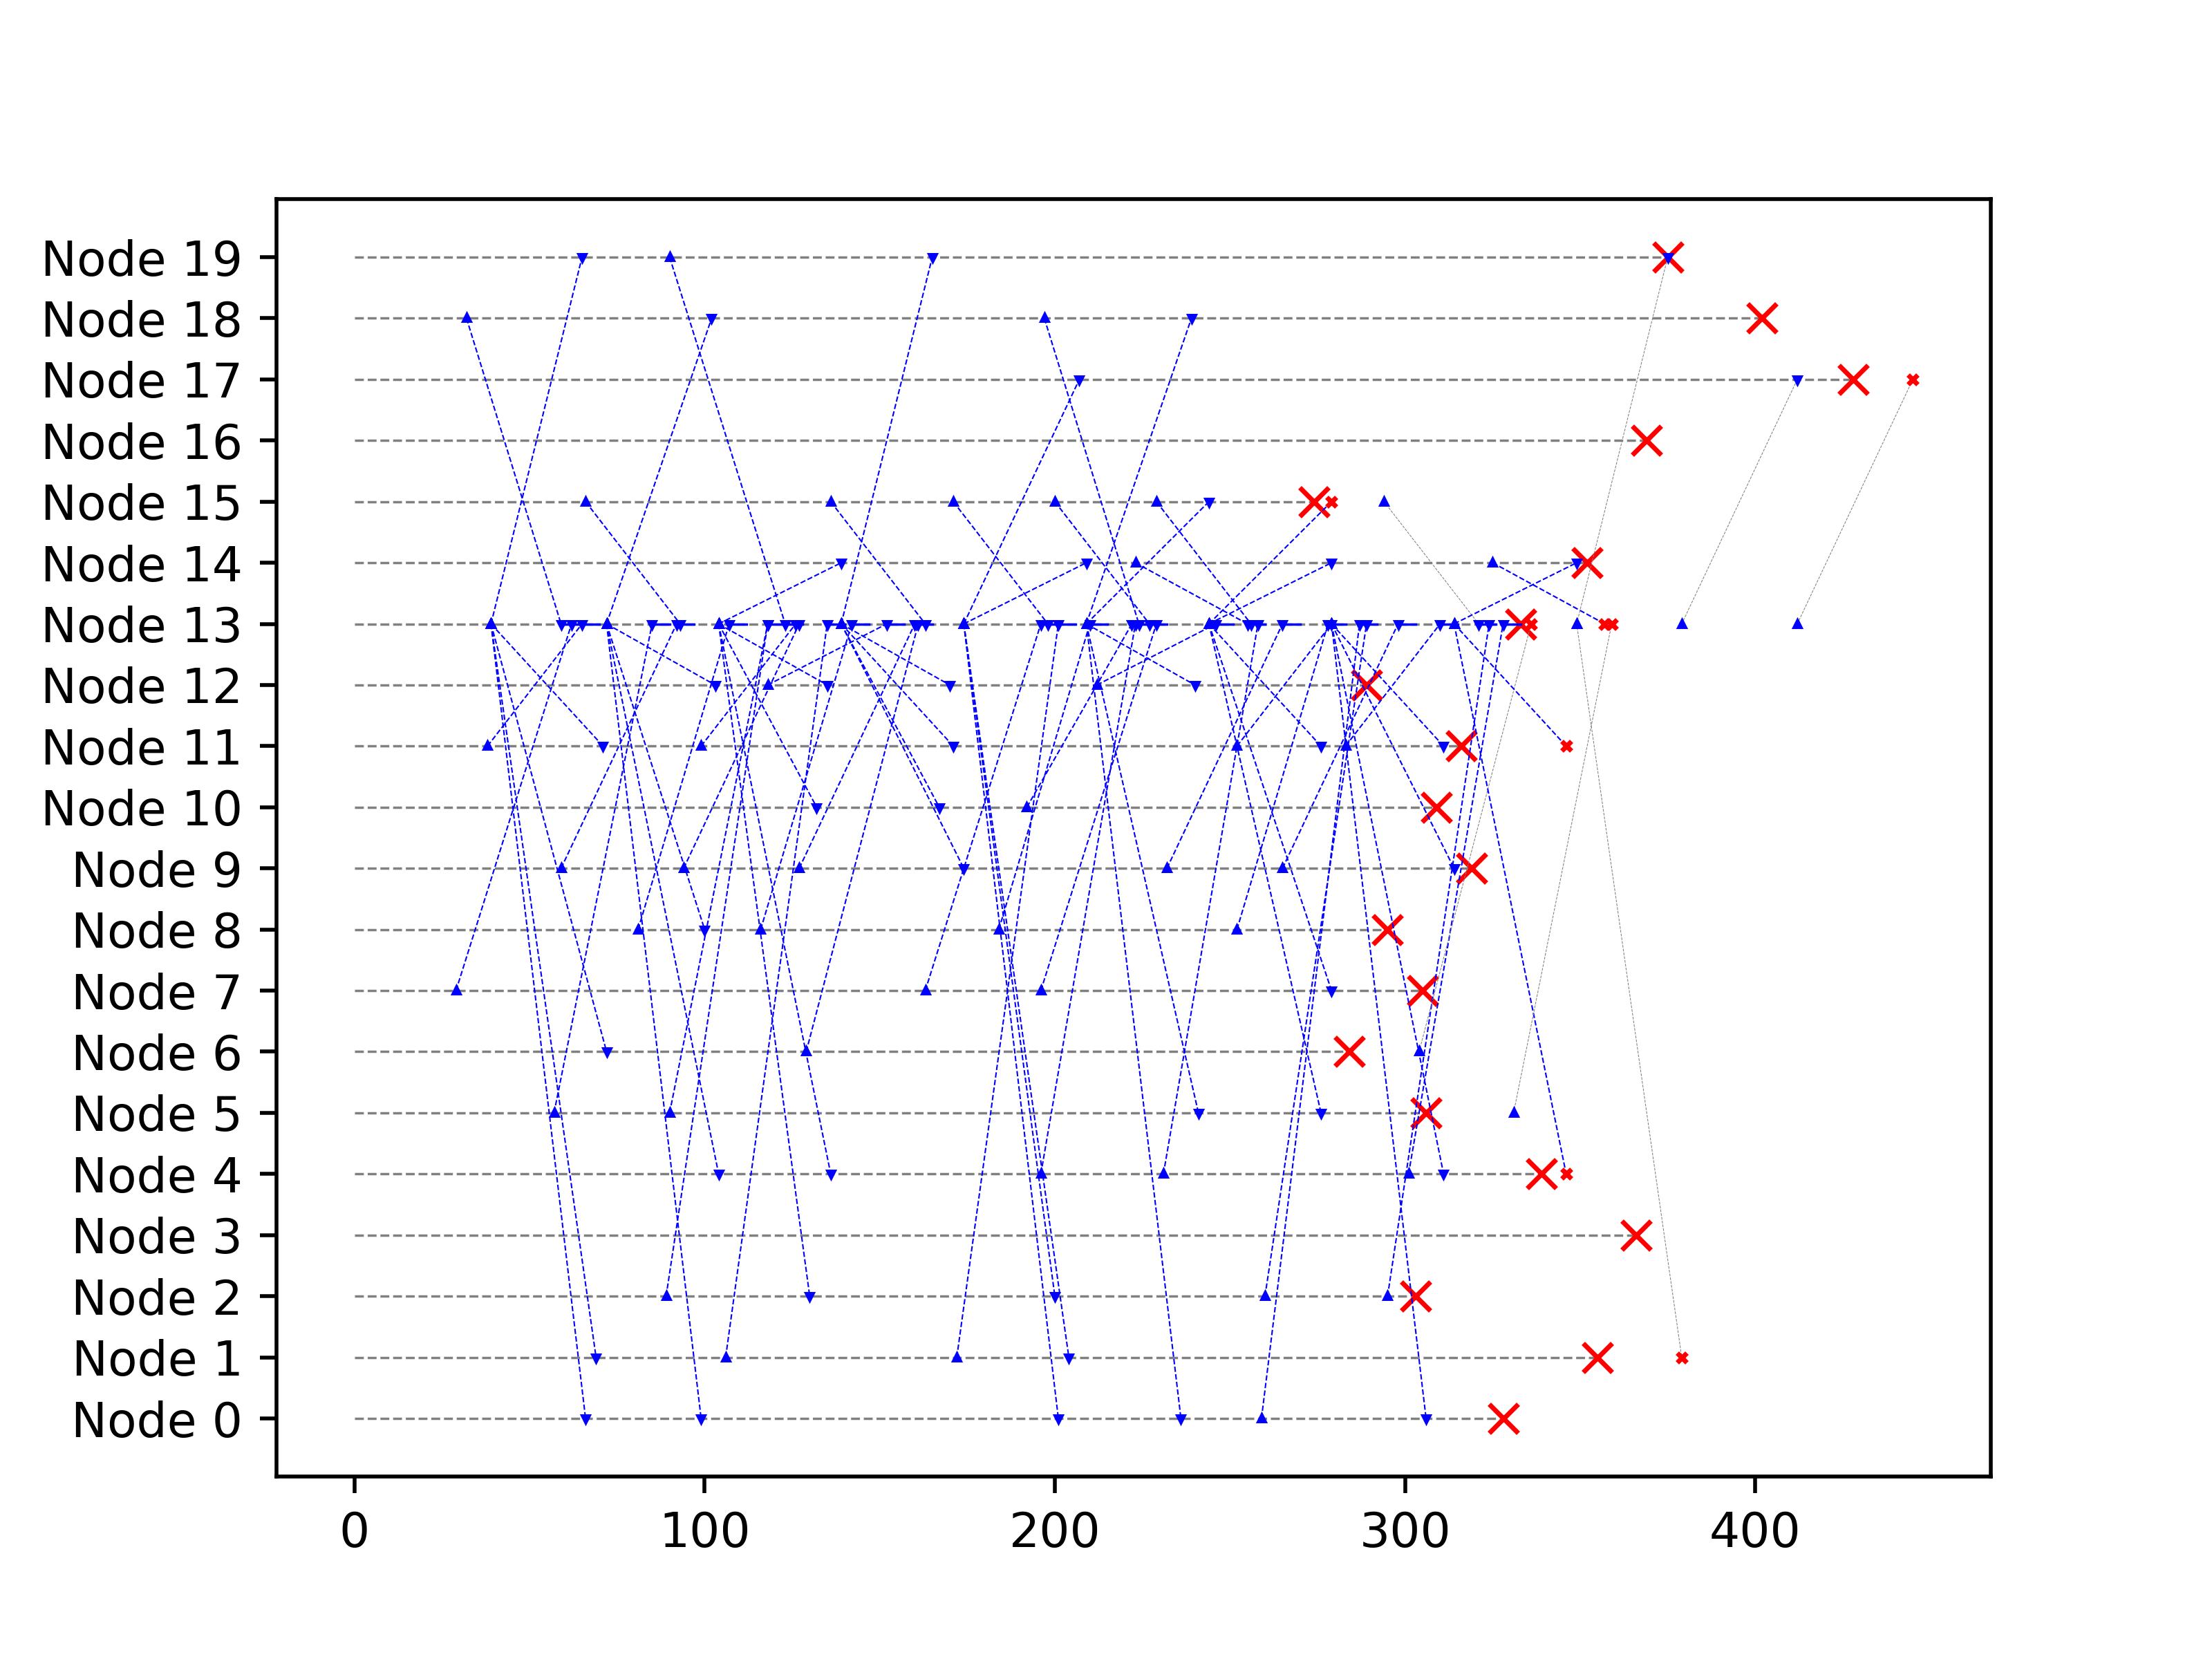 Node 19
Node 18
Node 17
Node 16
Node 15
Node 14
Node 13
Node 12
Node 11
Node 10
Node 9
Node 8
Node 7
Node 6
Node 5
Node 4
Node 3
Node 2
Node 1
Node 0
0 100 200 300 400